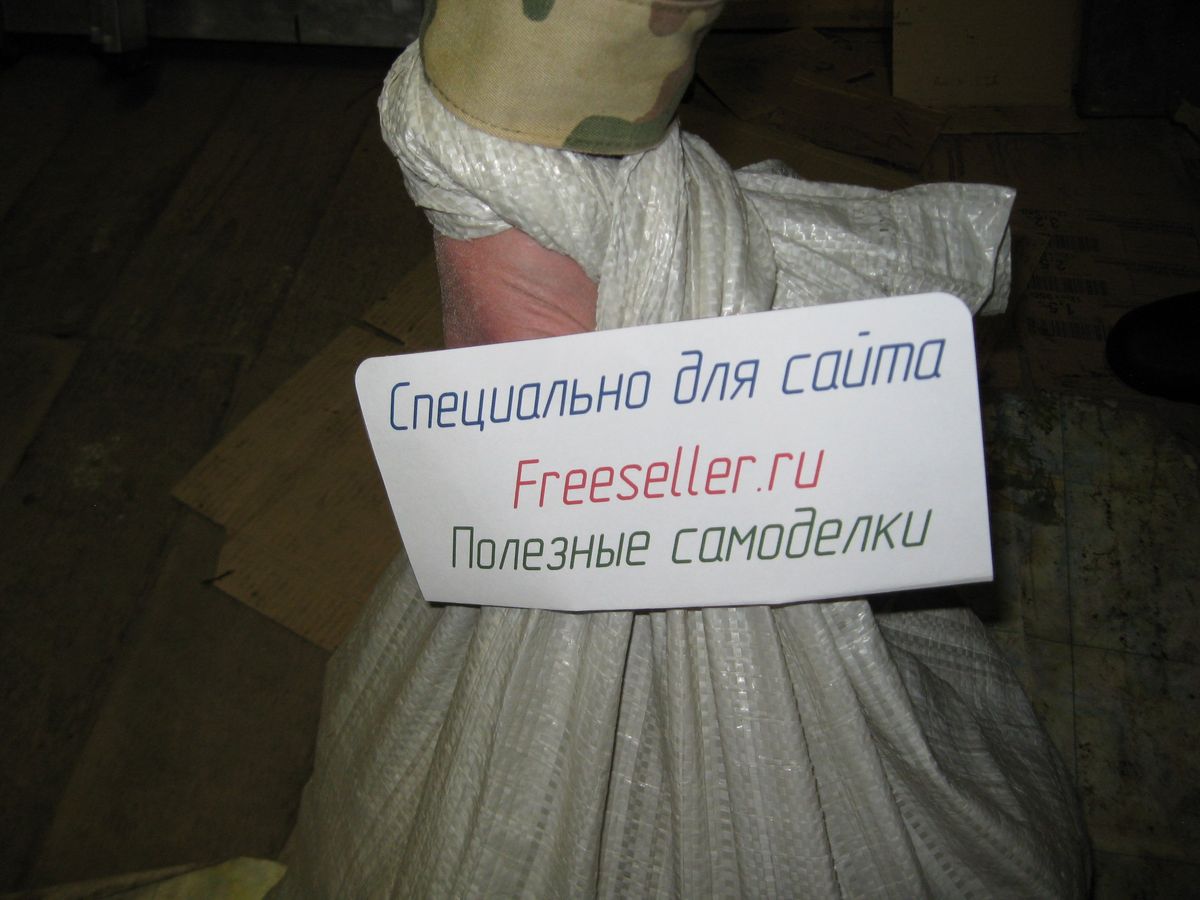 Специально для сайта
Freeseller.ru
Полезные самоделки